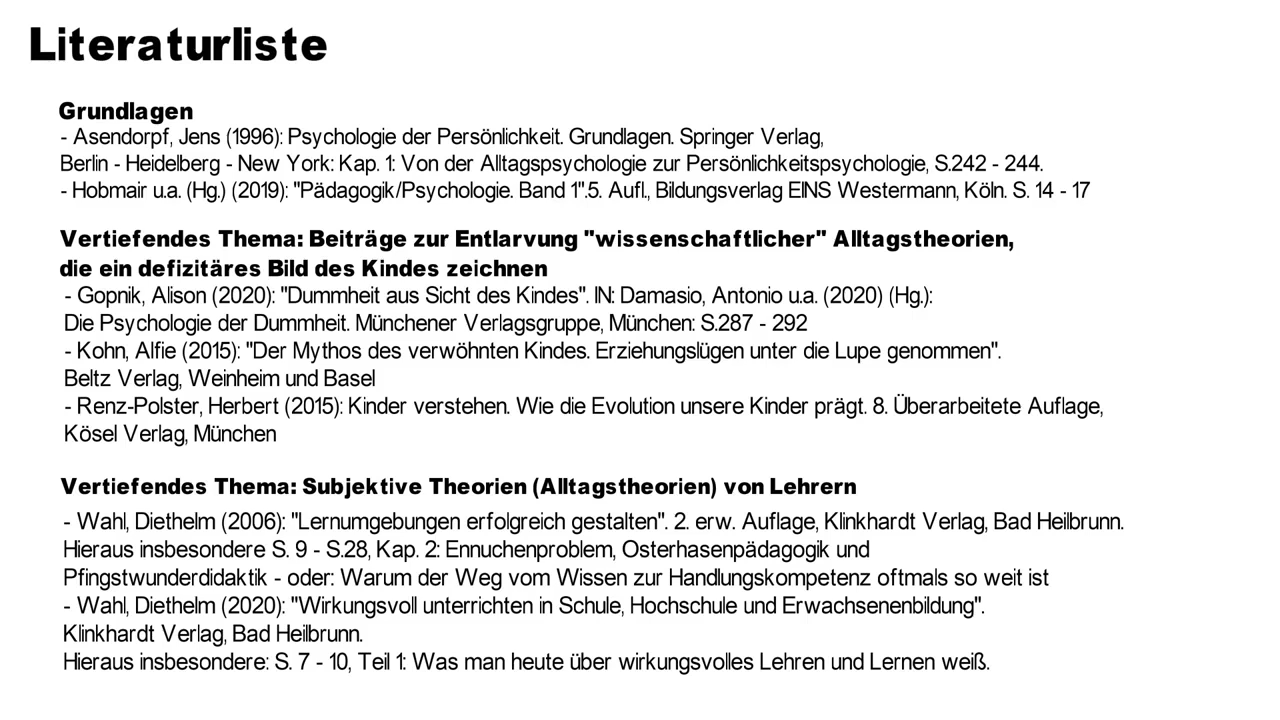 Literaturliste
Grundlagen
- Asendorpf, Jens (1996): Psychologie der Persönlichkeit. Grundlagen. Springer Verlag,
Berlin - Heidelberg - New York: Kap. 1: Von der Alltagspsychologie zur Persönlichkeitspsychologie, S.242 - 244.
- Hobmair u.a. (Hg.) (2019): "Pädagogik/Psychologie. Band 1".5. Aufl., Bildungsverlag EINS Westermann, Köln. S. 14 - 17
Vertiefendes Thema: Beiträge zur Entlarvung "wissenschaftlicher" Alltagstheorien,
die ein defizitäres Bild des Kindes zeichnen
- Gopnik, Alison (2020): "Dummheit aus Sicht des Kindes". IN: Damasio, Antonio u.a. (2020) (Hg.):
Die Psychologie der Dummheit. Münchener Verlagsgruppe, München: S.287 - 292
- Kohn, Alfie (2015): "Der Mythos des verwöhnten Kindes. Erziehungslügen unter die Lupe genommen".
Beltz Verlag, Weinheim und Basel
- Renz-Polster, Herbert (2015): Kinder verstehen. Wie die Evolution unsere Kinder prägt. 8. Überarbeitete Auflage,
Kösel Verlag, München
Vertiefendes Thema: Subjektive Theorien (Alltagstheorien) von Lehrern
- Wahl, Diethelm (2006): "Lernumgebungen erfolgreich gestalten". 2. erw. Auflage, Klinkhardt Verlag, Bad Heilbrunn.
Hieraus insbesondere S. 9 - S.28, Kap. 2: Ennuchenproblem, Osterhasenpädagogik und
Pfingstwunderdidaktik - oder: Warum der Weg vom Wissen zur Handlungskompetenz oftmals so weit ist
- Wahl, Diethelm (2020): "Wirkungsvoll unterrichten in Schule, Hochschule und Erwachsenenbildung".
Klinkhardt Verlag, Bad Heilbrunn.
Hieraus insbesondere: S. 7 - 10, Teil 1: Was man heute über wirkungsvolles Lehren und Lernen weiß.